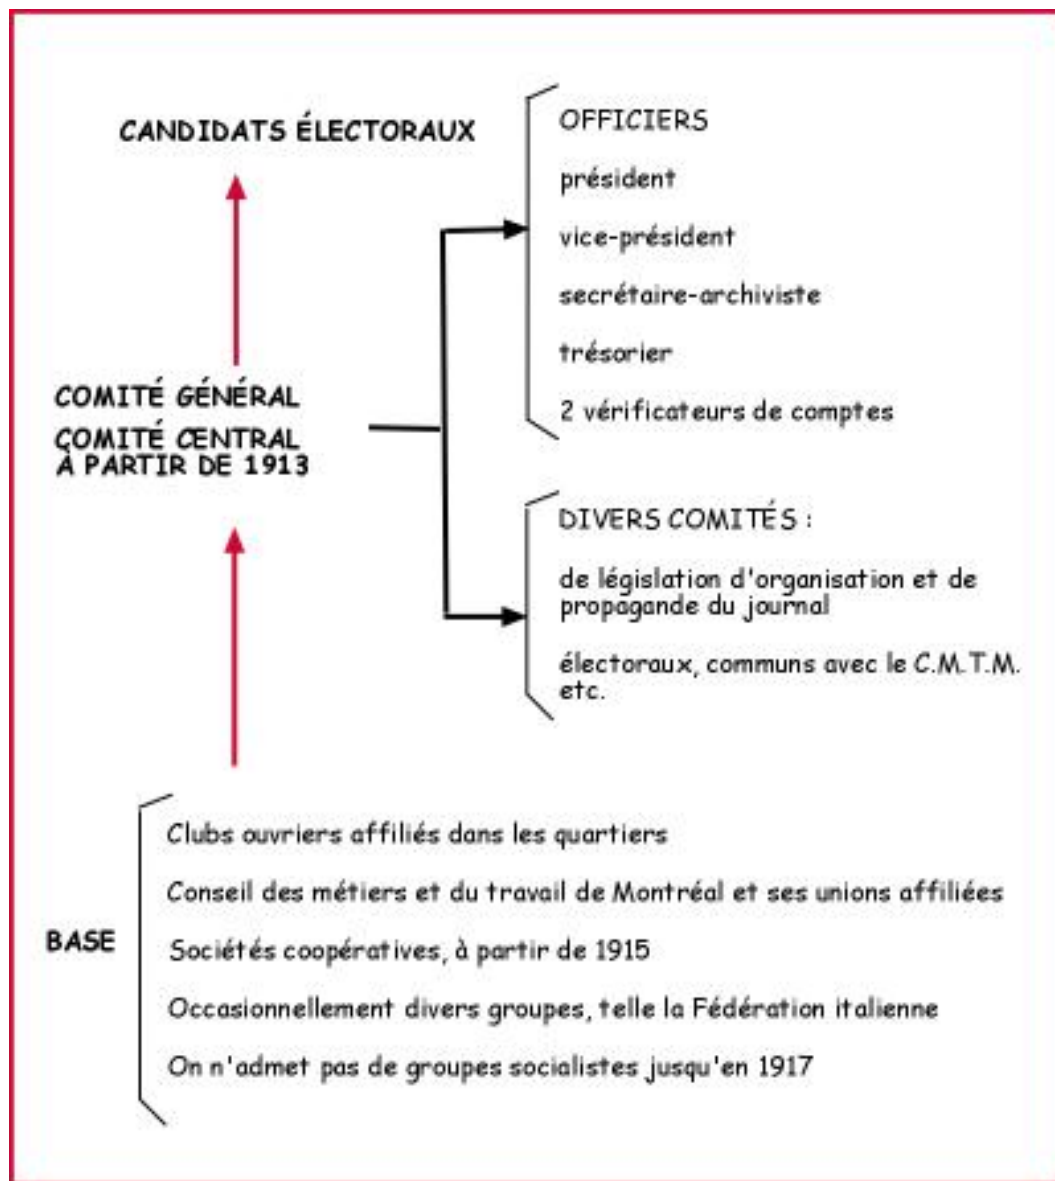 CANDIDATS ÉLECTORAUX
OFFICIERS
président
vice-président
secrétaire-archiviste
trésorier
2 vérificateurs de comptes
COMITÉ GÉNÉRAL
COMITÉ CENTRAL
À PARTIR DE 1913
DIVERS COMITÉS :
de législation d'organisation et de
propagande du journal
électoraux, communs avec le C.M.T.M.
etc.
BASE
Clubs ouvriers affiliés dans les quartiers
Conseil des métiers et du travail de Montréal et ses unions affiliées
Sociétés coopératives, à partir de 1915
Occasionnellement divers groupes, telle la Fédération italienne
On n'admet pas de groupes socialistes jusqu'en 1917